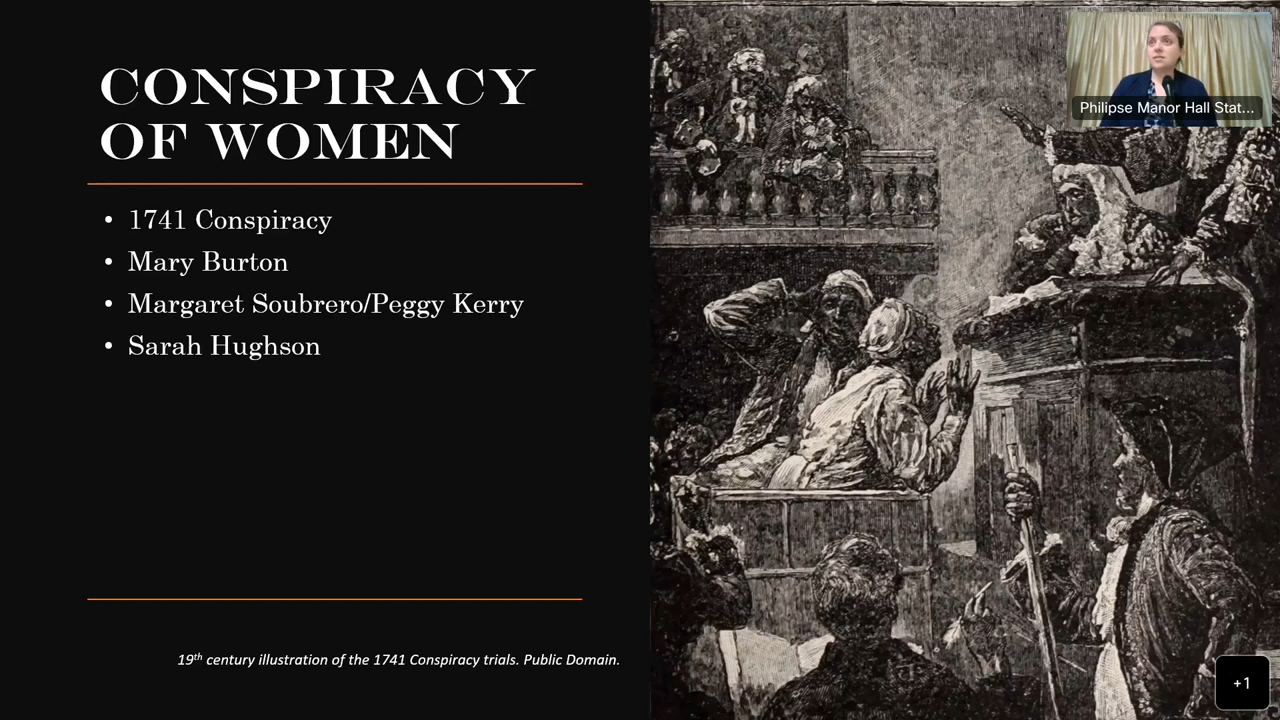 CONSPIRACY
OF WOMEN
• 1741 Conspiracy
• Mary Burton
• Margaret Soubrero/Peggy Kerry
• Sarah Hughson
19th century illustration of the 1741 Conspiracy trials. Public Domain.
Philipse Manor Hall Stat...
+1